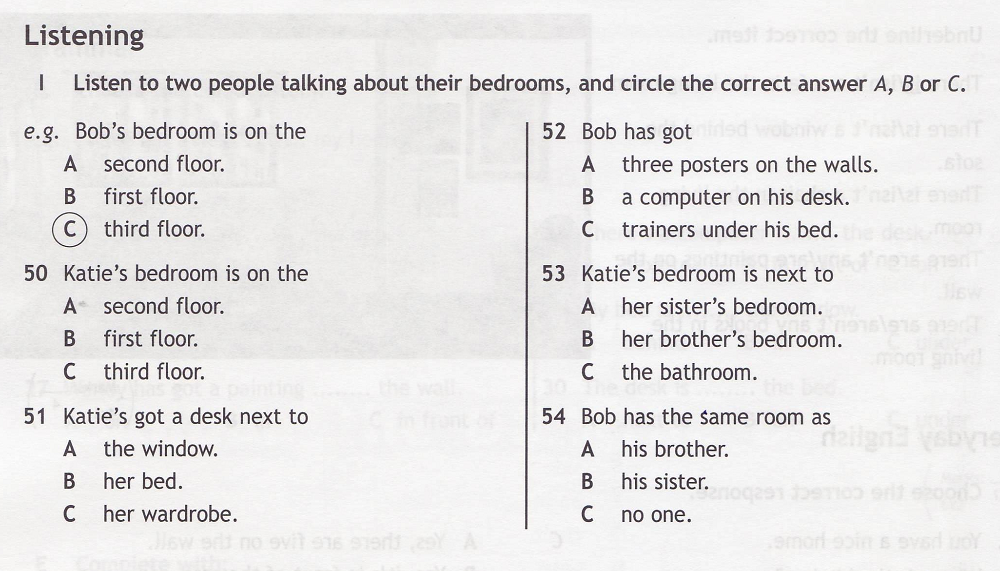 Listening
I Listen to two people talking about their bedrooms, and circle the correct answer A, B or C.
e.g. Bob's bedroom is on the
A second floor.
B first floor.
C third floor.
50 Katie's bedroom is on the
A second floor.
B first floor.
C third floor.
51 Katie's got a desk next to
A the window.
B her bed.
C her wardrobe.
52 Bob has got
A three posters on the walls.
B a computer on his desk.
C trainers under his bed.
53 Katie's bedroom is next to
A her sister's bedroom.
B her brother's bedroom.
C the bathroom.
54 Bob has the same room as
A his brother.
B his sister.
C no one.